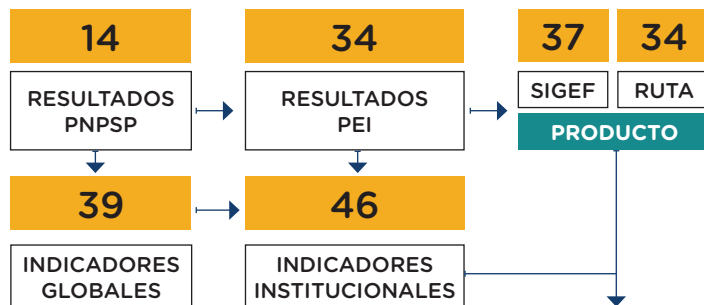 14
RESULTADOS
PNPSP
34
RESULTADOS
PEI
37
SIGEF
34
RUTA
PRODUCTO
39
INDICADORES
GLOBALES
46
INDICADORES
INSTITUCIONALES